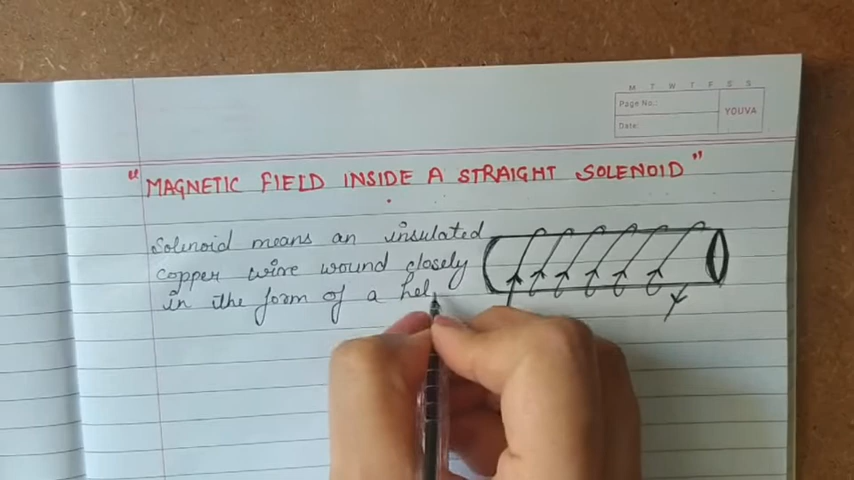 M T W T F S S
Page No.:
YOUVA
Date:
"MAGNETIC FIELD INSIDE A STRAIGHT SOLENOID"
Solenoid means an insulated
copper wire wound closely
in the form of a hel